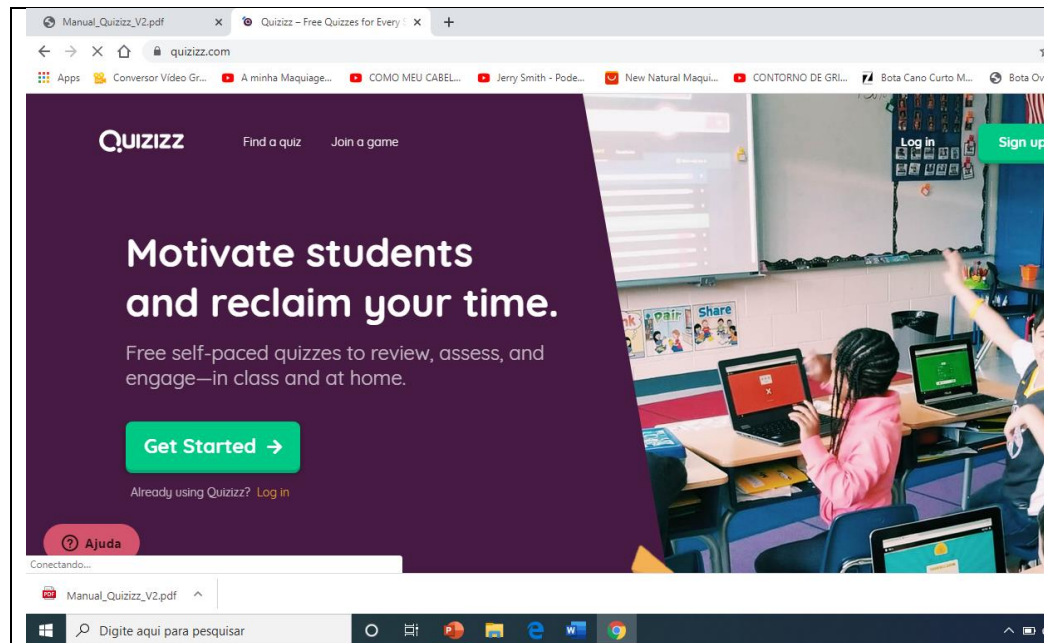 Manual_Quizizz_V2.pdf
Quizizz – Free Quizzes for Every
quizizz.com
Apps
Conversor Vídeo Gr...
A minha Maquiage...
COMO MEU CABEL...
Jerry Smith - Pode...
New Natural Maqui...
CONTORNO DE GRI...
Bota Cano Curto M...
Bota Ov
QUIZIZZ
Find a quiz
Join a game
Log in
Sign up
Motivate students
and reclaim your time.
Free self-paced quizzes to review, assess, and
engage—in class and at home.
Get Started →
Already using Quizizz? Log in
pair
Share
Ajuda
Conectando...
Manual_Quizizz_V2.pdf
Digite aqui para pesquisar